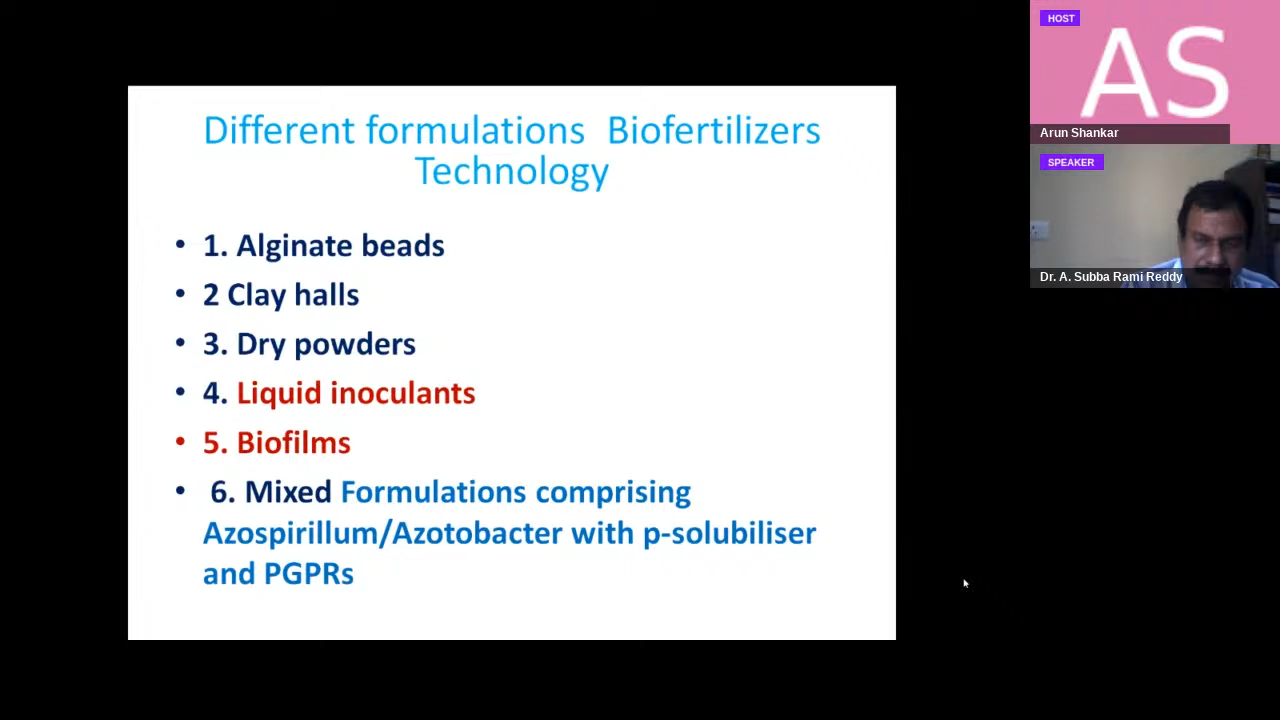 Different formulations Biofertilizers
Technology
• 1. Alginate beads
• 2 Clay halls
• 3. Dry powders
• 4. Liquid inoculants
• 5. Biofilms
• 6. Mixed Formulations comprising
Azospirillum/Azotobacter with p-solubiliser
and PGPRs
HOST
AS
Arun Shankar
SPEAKER
Dr. A. Subba Rami Reddy